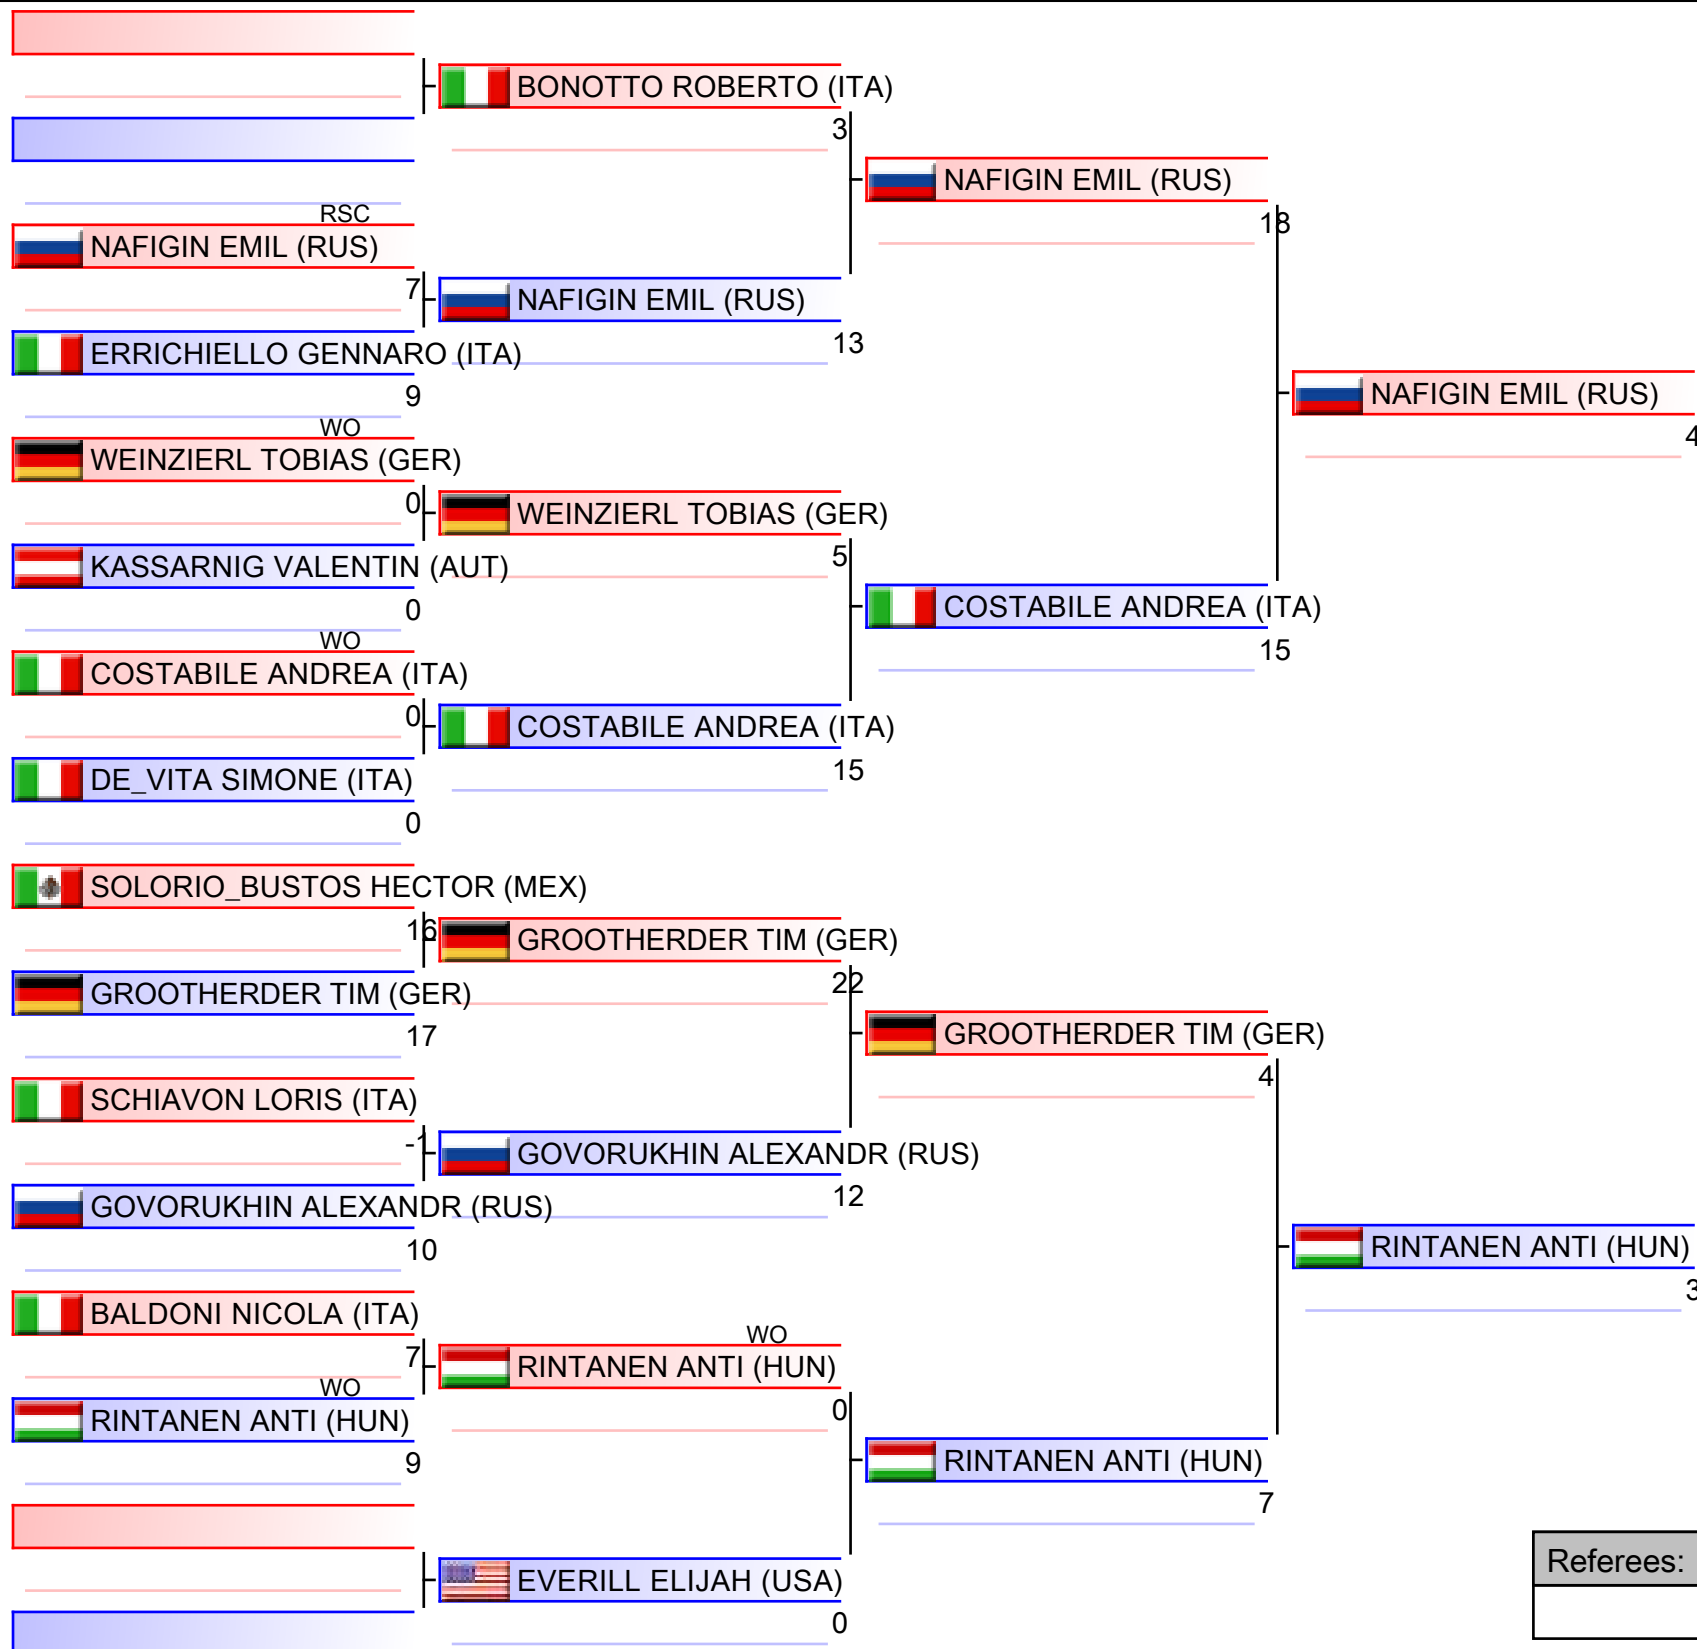 BONOTTO ROBERTO (ITA)
3
NAFIGIN EMIL (RUS)
18
RSC
NAFIGIN EMIL (RUS)
7
NAFIGIN EMIL (RUS)
13
ERRICHIELLO GENNARO (ITA)
9
NAFIGIN EMIL (RUS)
4
WO
WEINZIERL TOBIAS (GER)
0
WEINZIERL TOBIAS (GER)
5
KASSARNIG VALENTIN (AUT)
0
COSTABILE ANDREA (ITA)
15
WO
COSTABILE ANDREA (ITA)
0
COSTABILE ANDREA (ITA)
15
DE_VITA SIMONE (ITA)
0
SOLORIO_BUSTOS HECTOR (MEX)
16
GROOTHERDER TIM (GER)
22
GROOTHERDER TIM (GER)
17
GROOTHERDER TIM (GER)
4
SCHIAVON LORIS (ITA)
-1
GOVORUKHIN ALEXANDR (RUS)
12
GOVORUKHIN ALEXANDR (RUS)
10
RINTANEN ANTI (HUN)
3
BALDONI NICOLA (ITA)
7
WO
RINTANEN ANTI (HUN)
0
WO
RINTANEN ANTI (HUN)
9
RINTANEN ANTI (HUN)
7
EVERILL ELIJAH (USA)
0
Referees: